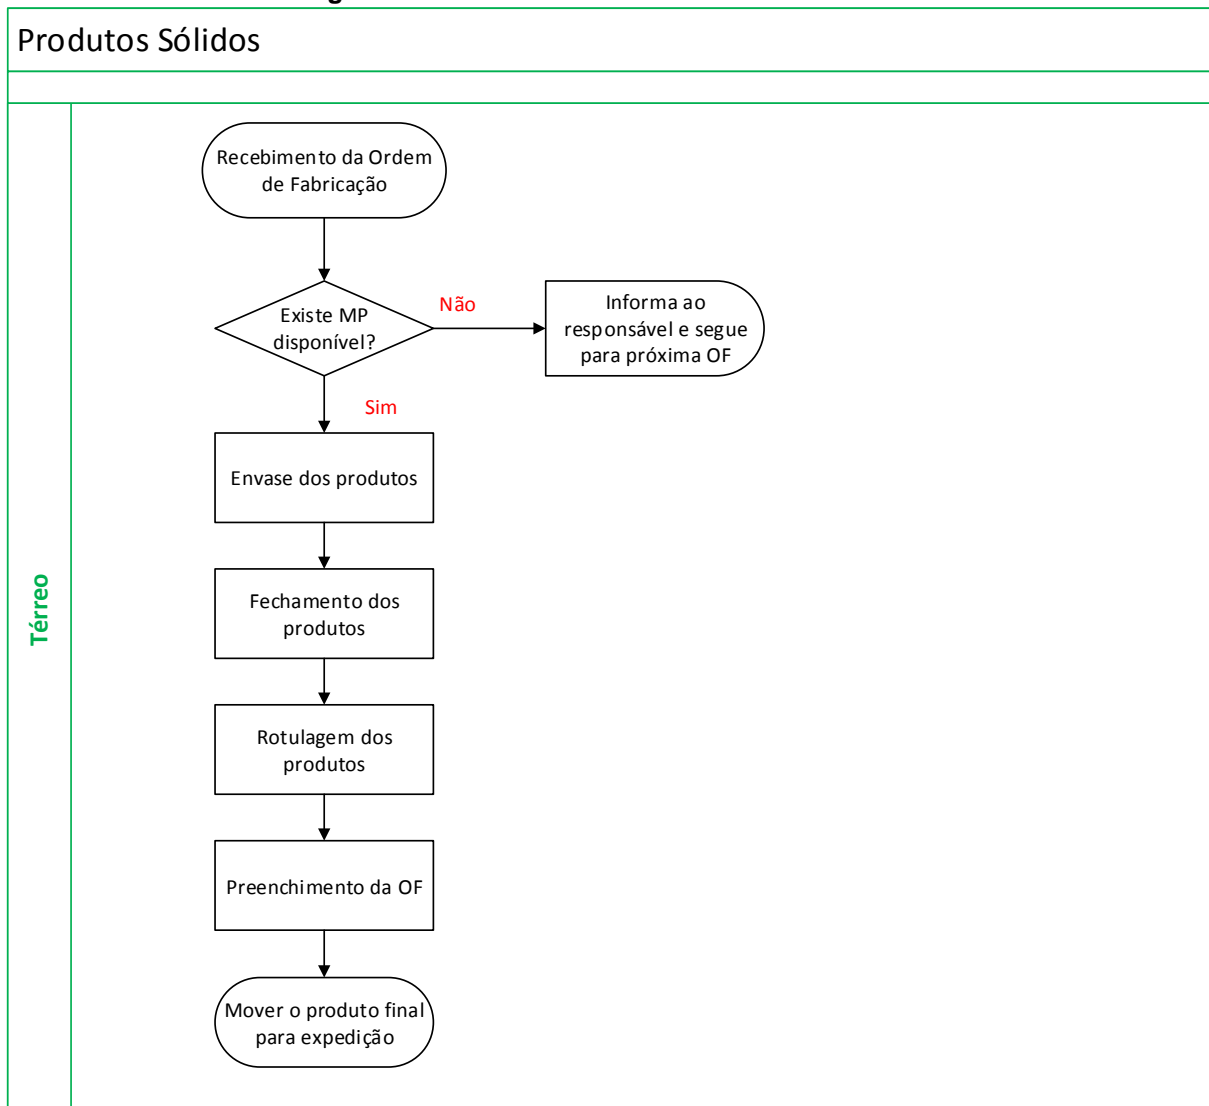 Produtos Sólidos
Térreo
Recebimento da Ordem
de Fabricação
Existe MP
disponível?
Não
Informa ao
responsável e segue
para próxima OF
Sim
Envase dos produtos
Fechamento dos
produtos
Rotulagem dos
produtos
Preenchimento da OF
Mover o produto final
para expedição